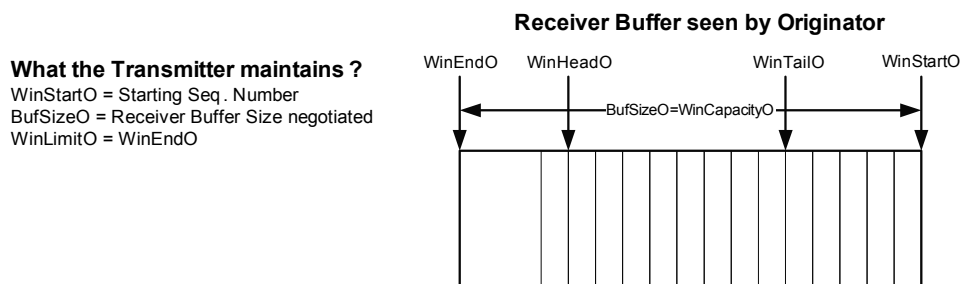 Receiver Buffer seen by Originator
What the Transmitter maintains ?
WinStartO = Starting Seq. Number
BufSizeO = Receiver Buffer Size negotiated
WinLimitO = WinEndO
WinEndO WinHeadO WinTailO WinStartO
BufSizeO=WinCapacityO